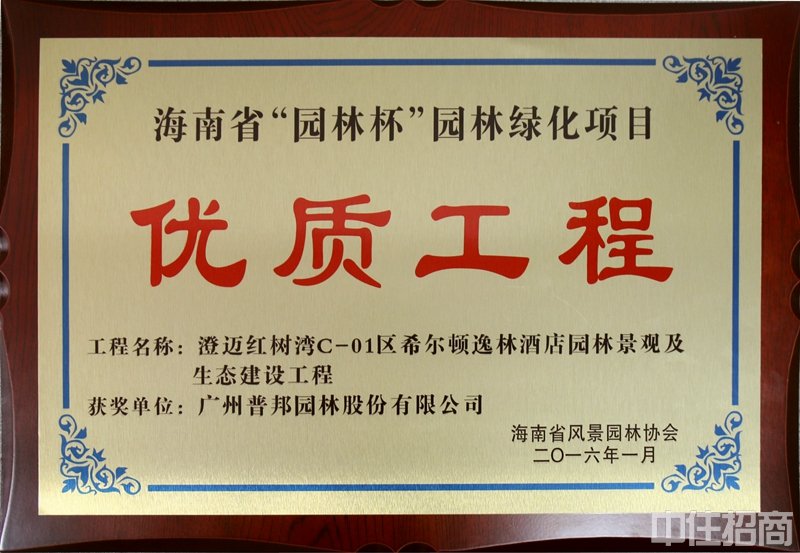 海南省“园林杯”园林绿化项目
优质工程
工程名称：澄迈红树湾C-01区希尔顿逸林酒店园林景观及
生态建设工程
获奖单位：广州普邦园林股份有限公司
海南省风景园林协会
二〇一六年一月
中住招商